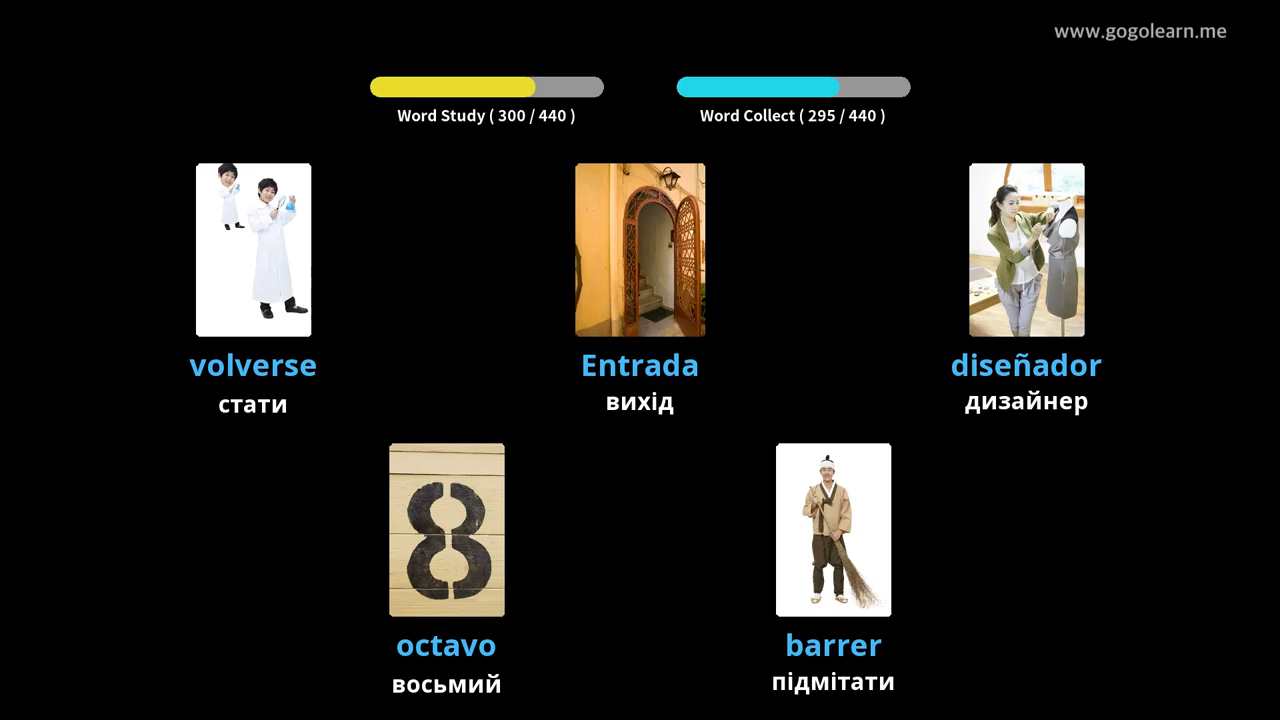 www.gogolearn.me
Word Study ( 300 / 440 )
Word Collect ( 295 / 440 )
volverse
стати
Entrada
вихід
diseñador
дизайнер
8
octavo
восьмий
barrer
підмітати